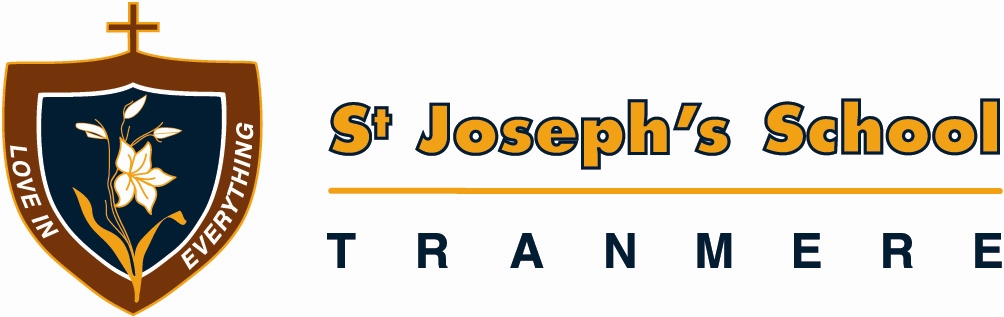 LOVE IN EVERYTHING
St Joseph's School
TRANMERE